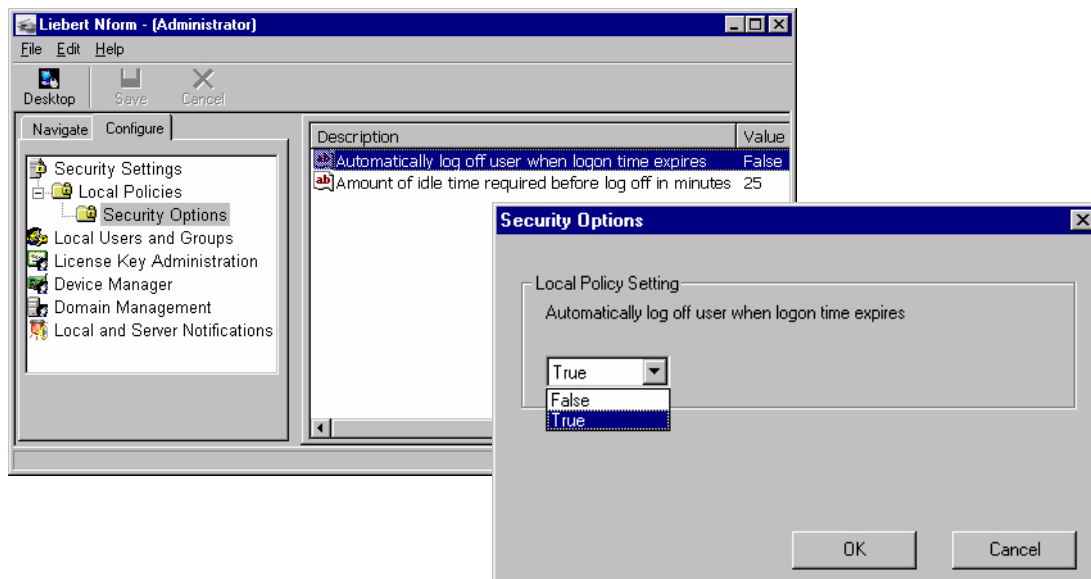 Liebert Nform - (Administrator)
File Edit Help
Desktop Save Cancel
Navigate Configure
Security Settings
Local Policies
Security Options
Local Users and Groups
License Key Administration
Device Manager
Domain Management
Local and Server Notifications
Description Value
Automatically log off user when logon time expires False
Amount of idle time required before log off in minutes 25
Security Options
Local Policy Setting
Automatically log off user when logon time expires
True
False
True
OK Cancel